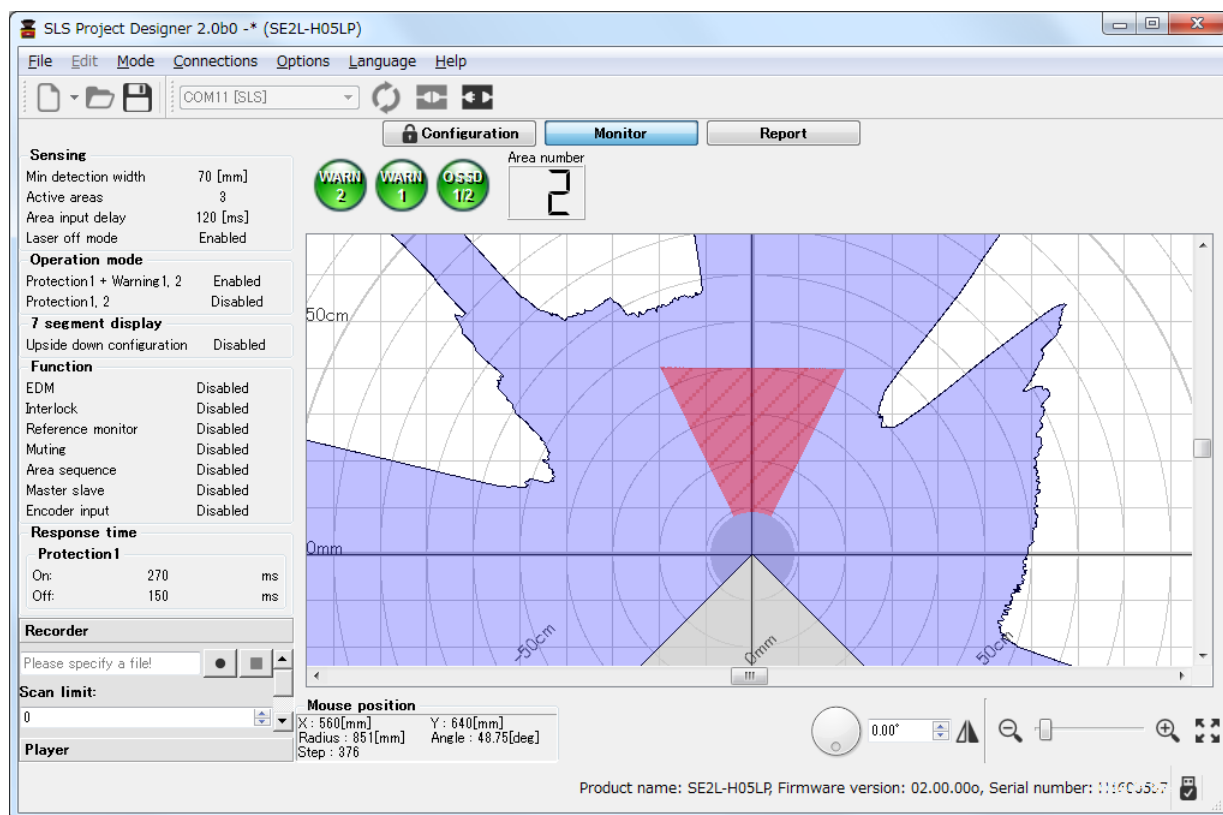 SLS Project Designer 2.0b0 -* (SE2L-H05LP)
File Edit Mode Connections Options Language Help
COM11 [SLS]
Configuration Monitor Report
Sensing
Min detection width 70 [mm]
Active areas 3
Area input delay 120 [ms]
Laser off mode Enabled
Operation mode
Protection1 + Warning1, 2 Enabled
Protection1, 2 Disabled
7 segment display
Upside down configuration Disabled
Function
EDM Disabled
Interlock Disabled
Reference monitor Disabled
Muting Disabled
Area sequence Disabled
Master slave Disabled
Encoder input Disabled
Response time
Protection1
On: 270 ms
Off: 150 ms
Recorder
Please specify a file!
Scan limit:
0
Player
WARN 2
WARN 1
OSSD 1/2
Area number
2
50cm
0mm
-50cm
0mm
50cm
Mouse position
X : 560[mm] Y : 640[mm]
Radius : 851[mm] Angle : 48.75[deg]
Step : 376
0.00°
Product name: SE2L-H05LP, Firmware version: 02.00.00o, Serial number: